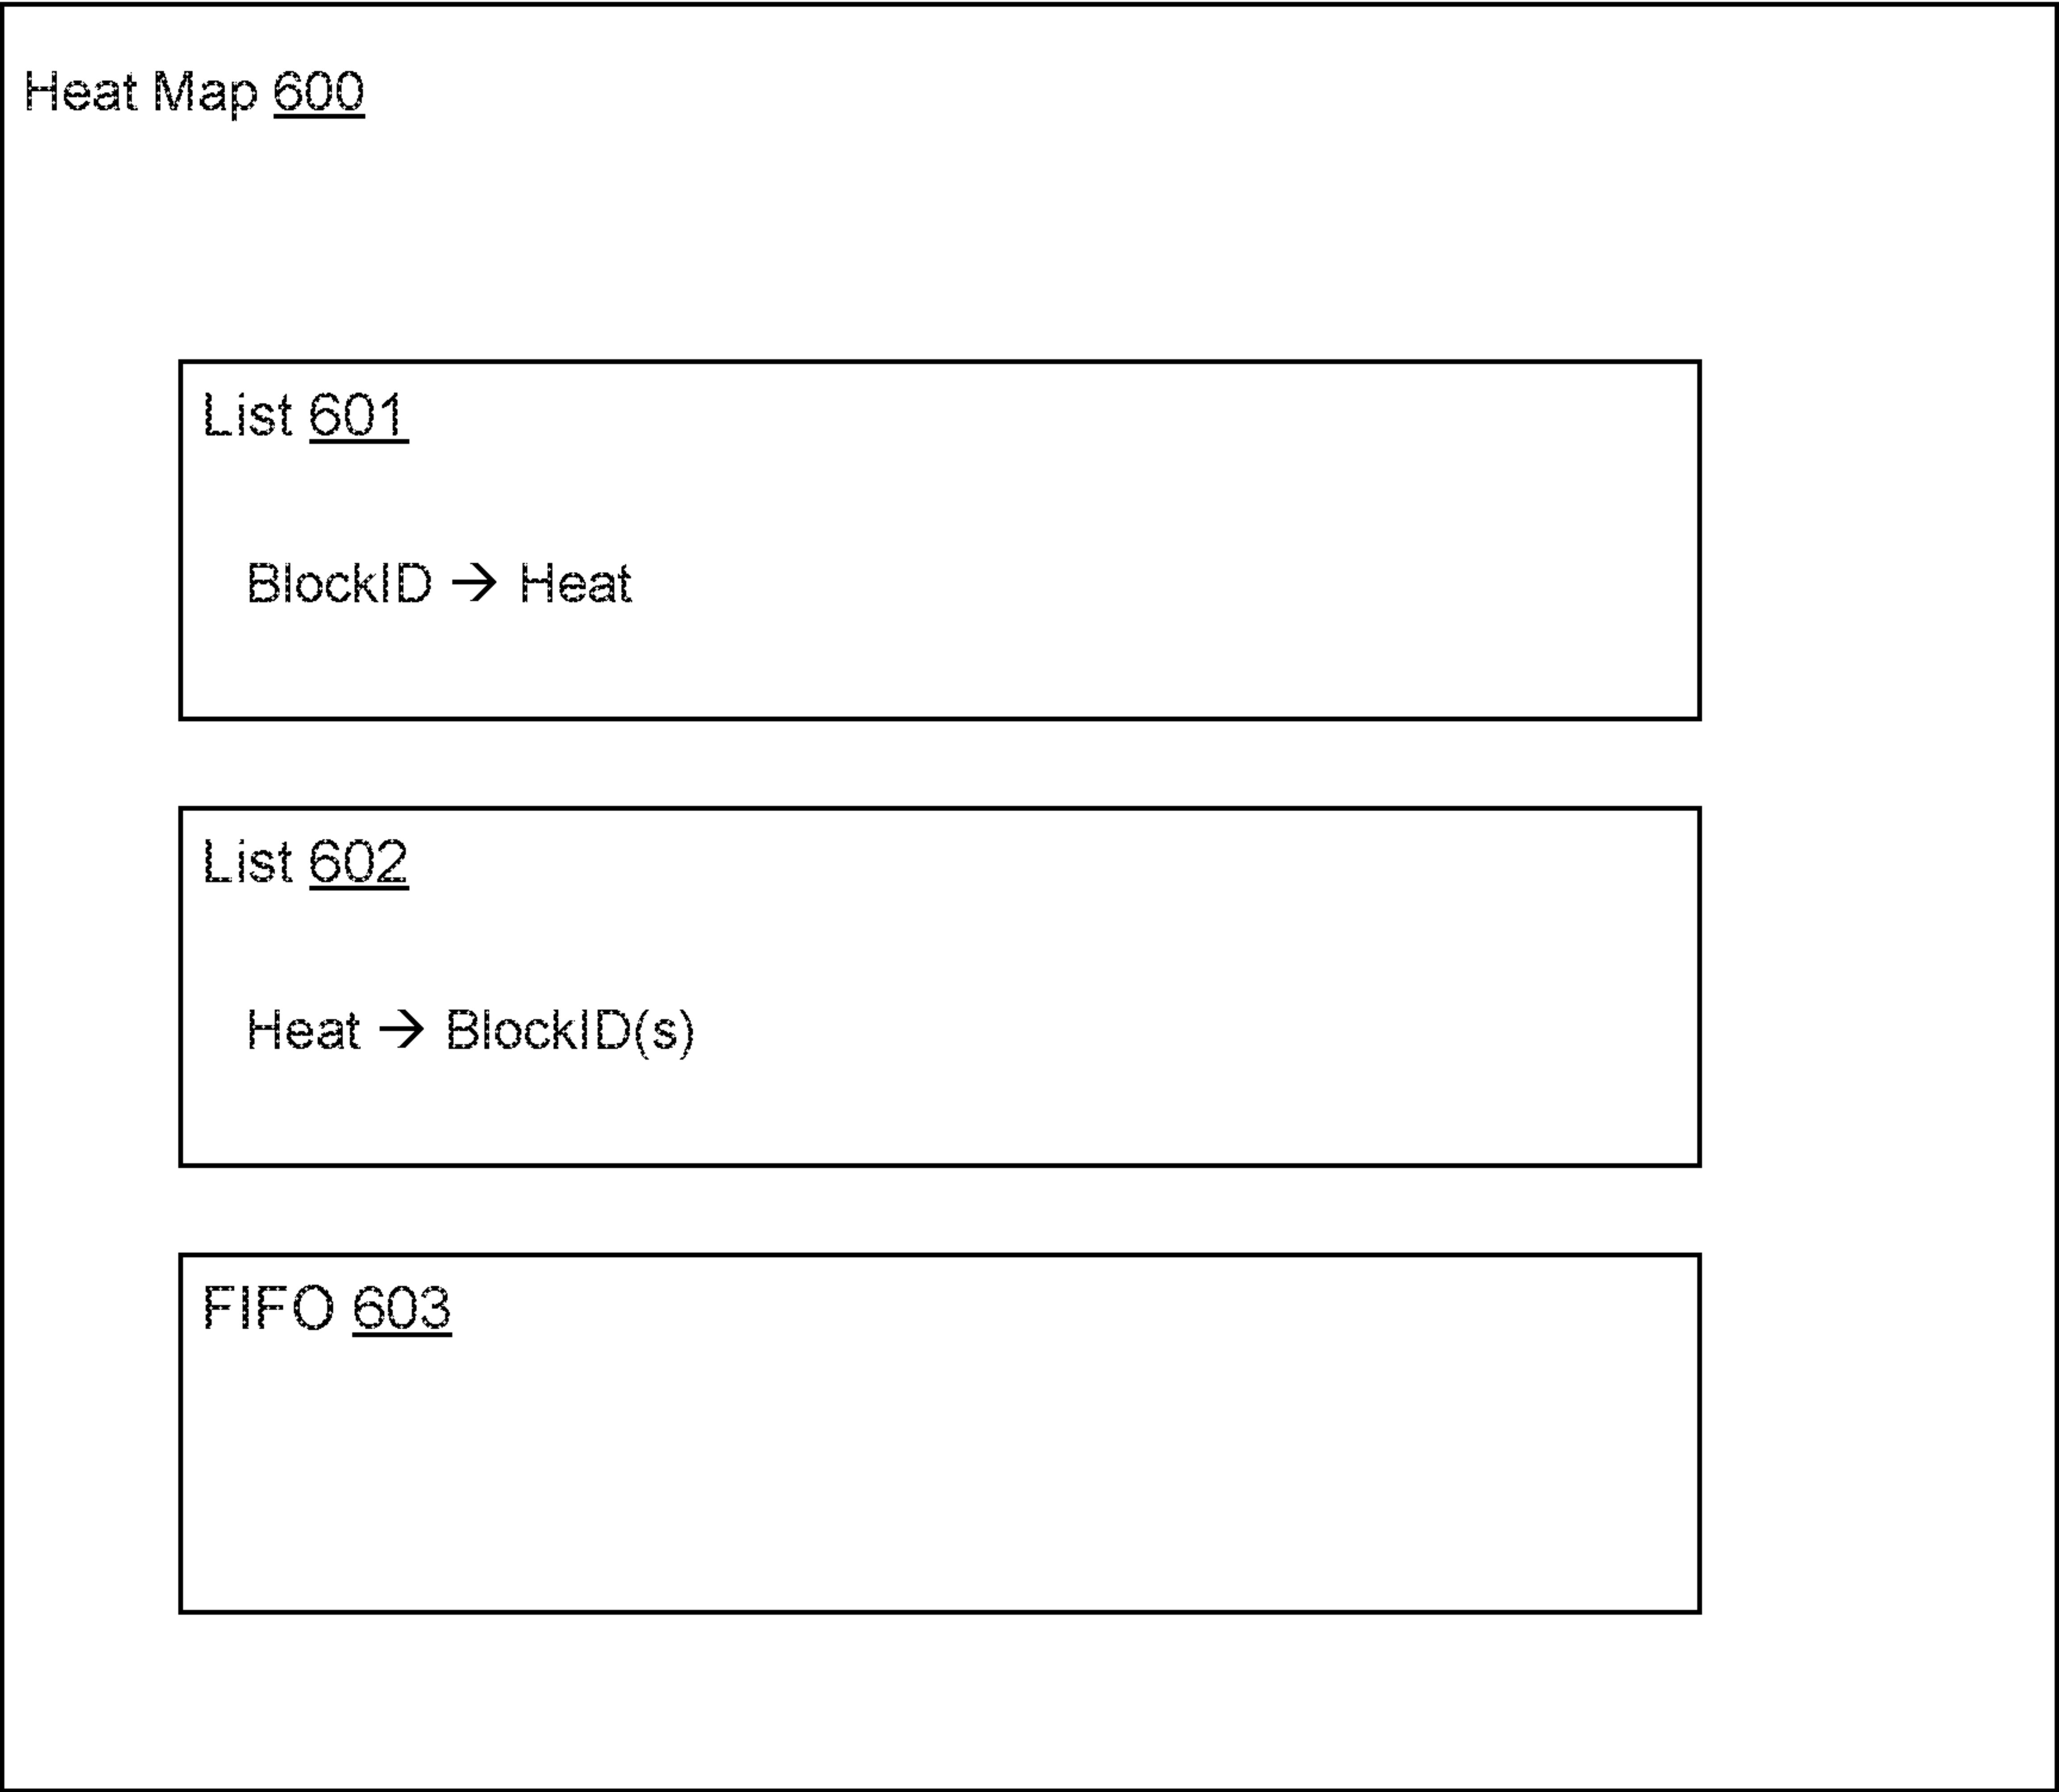 Heat Map 600
List 601
BlockID → Heat
List 602
Heat → BlockID(s)
FIFO 603